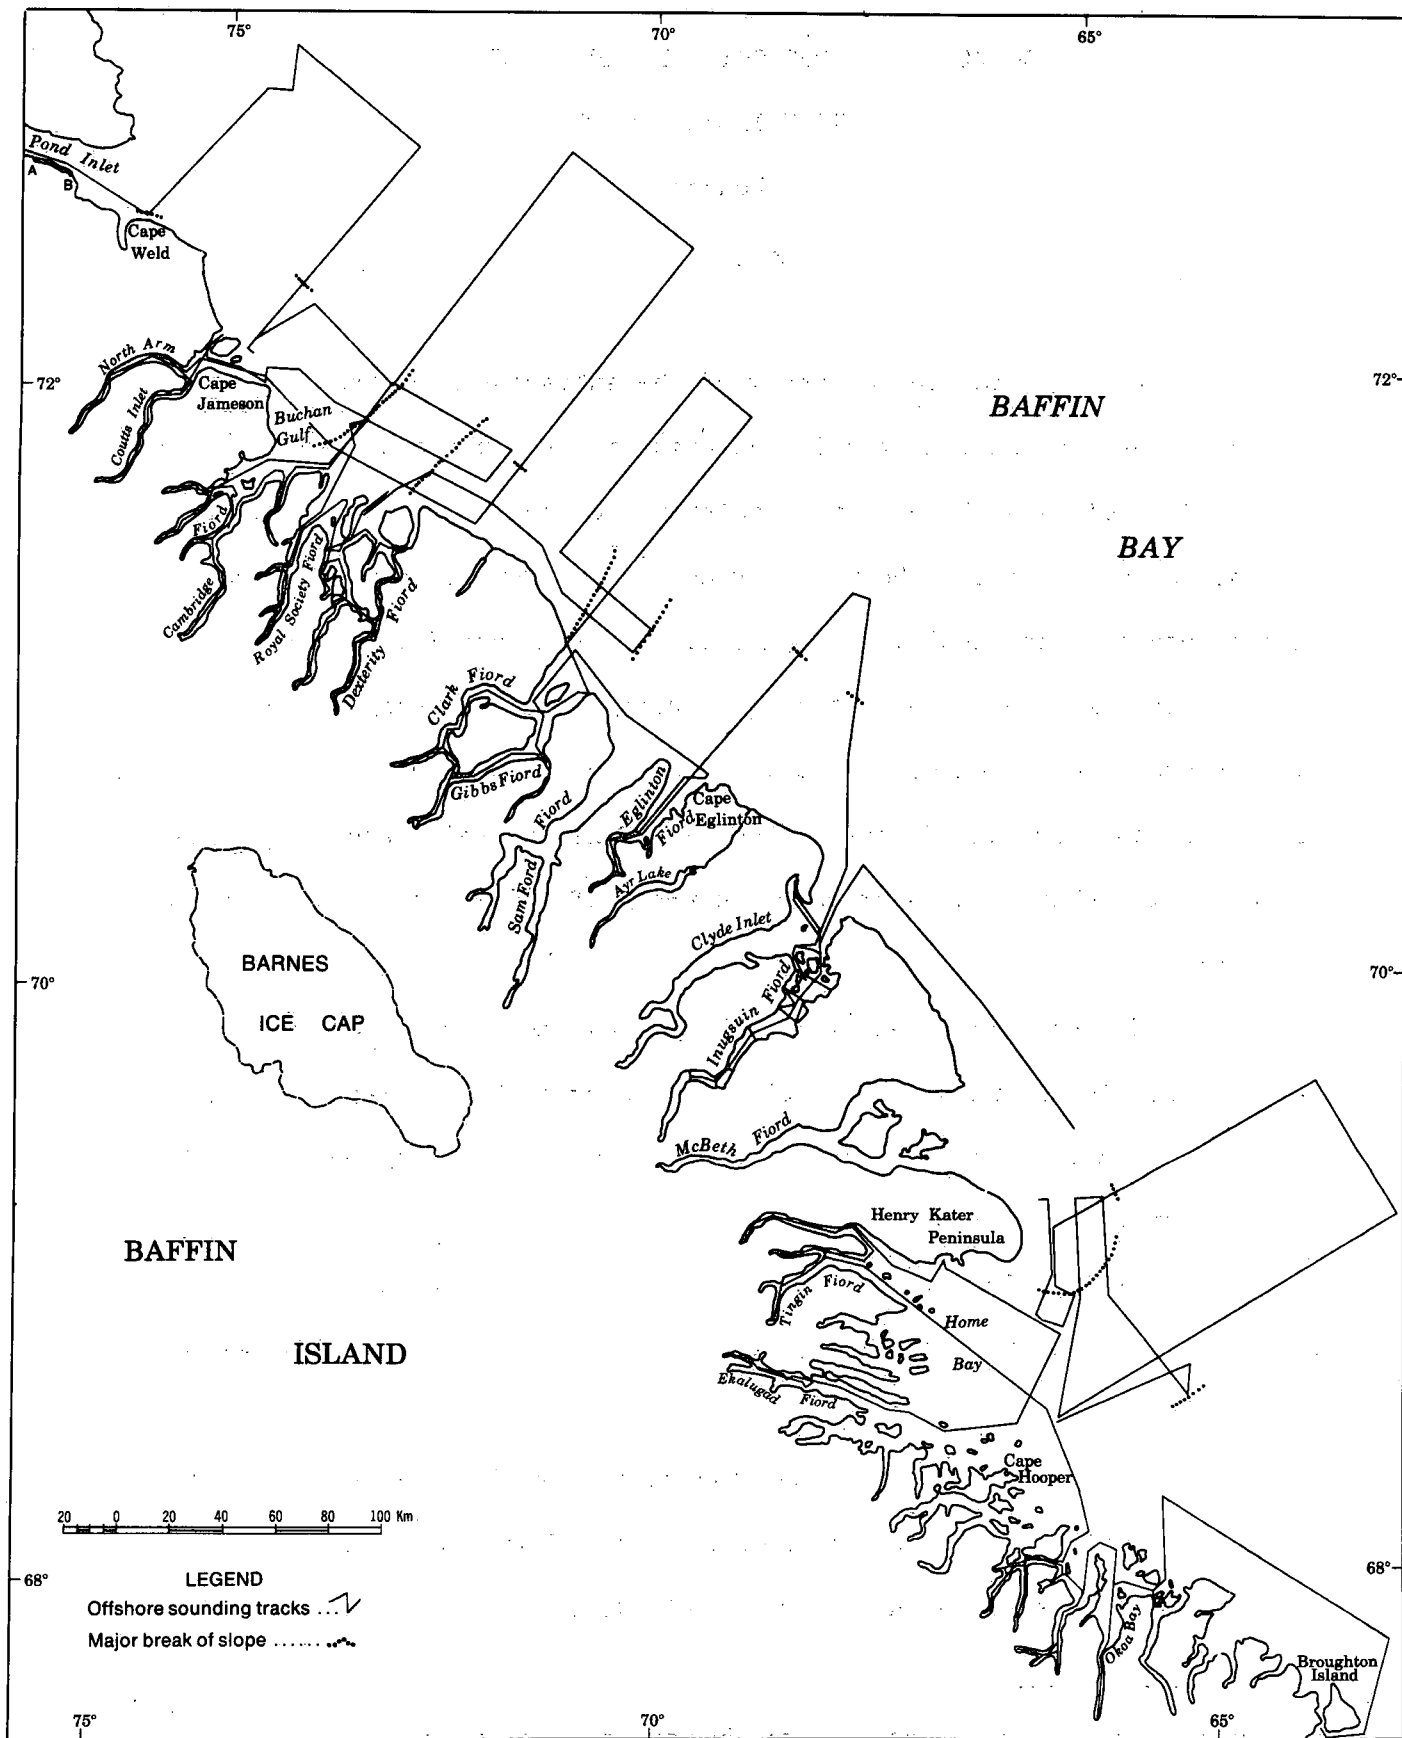 75°
70°
65°
Pond Inlet
A
B
Cape
Weld
North Arm
Coutts Inlet
Cape
Jameson
72°
72°
Buchan
Gulf
BAFFIN
BAY
Fiord
Cambridge
Royal Society Fiord
Dexterity Fiord
Clark Fiord
Gibbs Fiord
Sam Ford Fiord
Eglinton
Fiord
Cape
Eglinton
Ayr Lake
Clyde Inlet
Inugsuin Fiord
BARNES
ICE CAP
70°
70°
McBeth Fiord
Henry Kater
Peninsula
BAFFIN
ISLAND
Tingin Fiord
Home
Bay
Ekalugad Fiord
Cape
Hooper
20 0 20 40 60 80 100 Km
LEGEND
Offshore sounding tracks ...
Major break of slope ......
68°
68°
Okoa Bay
Broughton
Island
75°
70°
65°